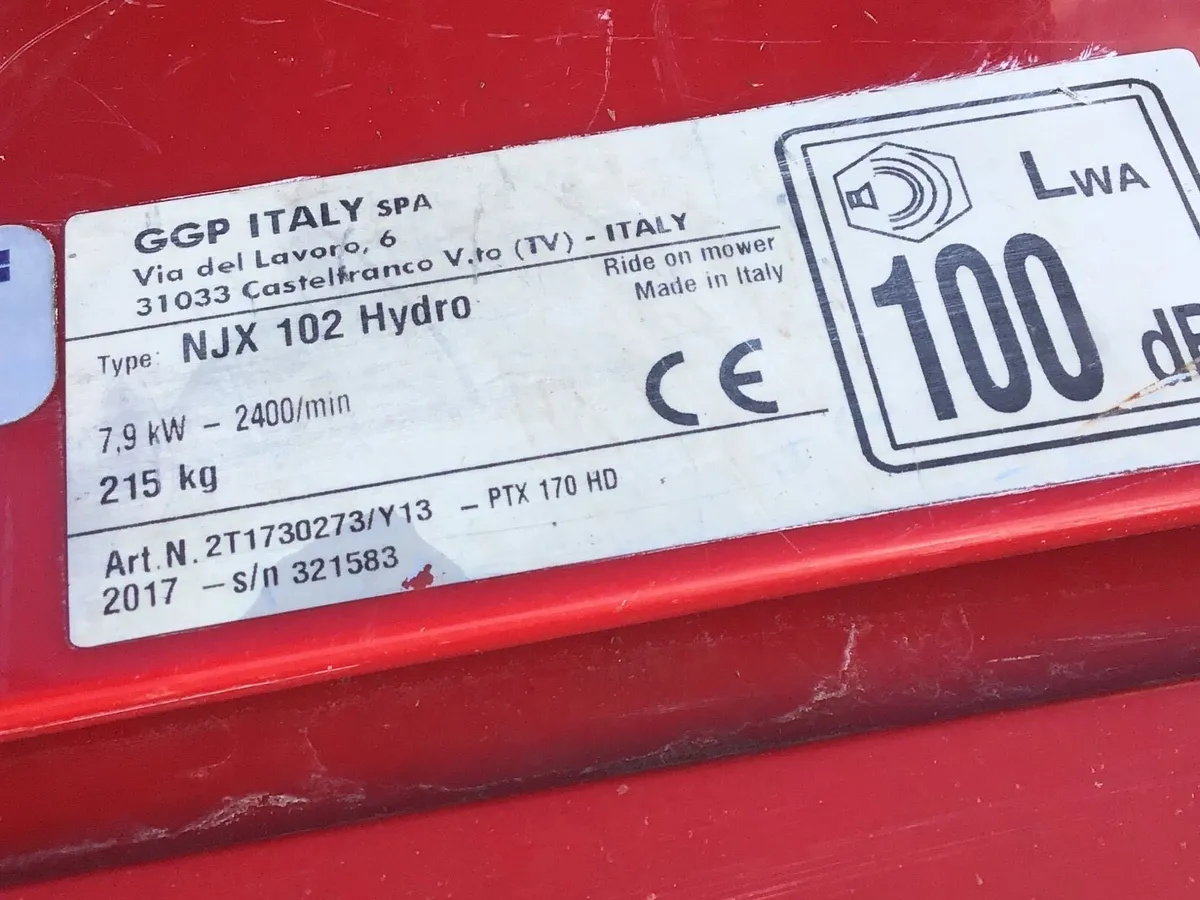 GGP ITALY SPA
Via del Lavoro, 6
31033 Castelfranco V.to (TV) - ITALY
Type: NJX 102 Hydro
Ride on mower
Made in Italy
7,9 kW - 2400/min
215 kg
CE
Art.N. 2T1730273/Y13 - PTX 170 HD
2017 - s/n 321583
LWA
100